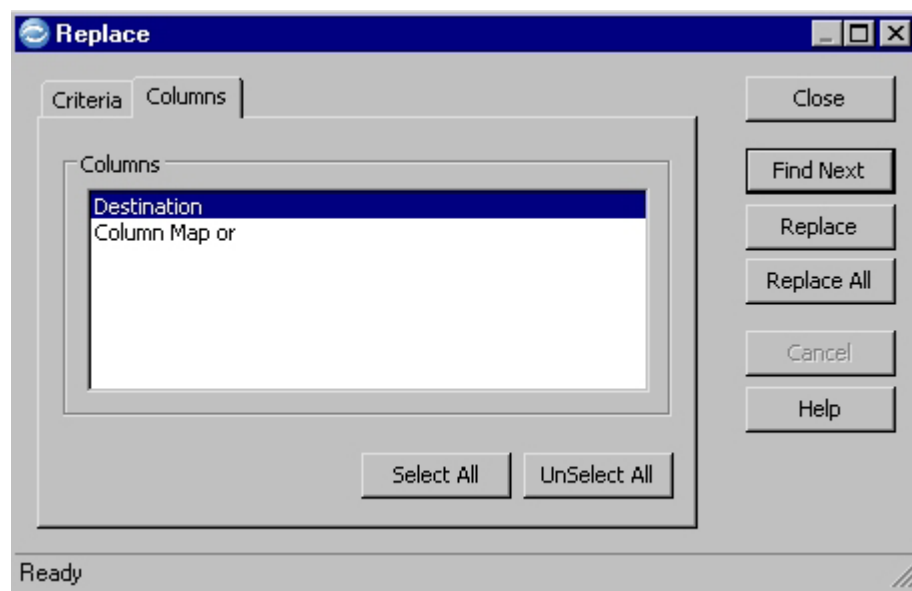 Replace
Criteria
Columns
Columns
Destination
Column Map or
Select All
UnSelect All
Close
Find Next
Replace
Replace All
Cancel
Help
Ready